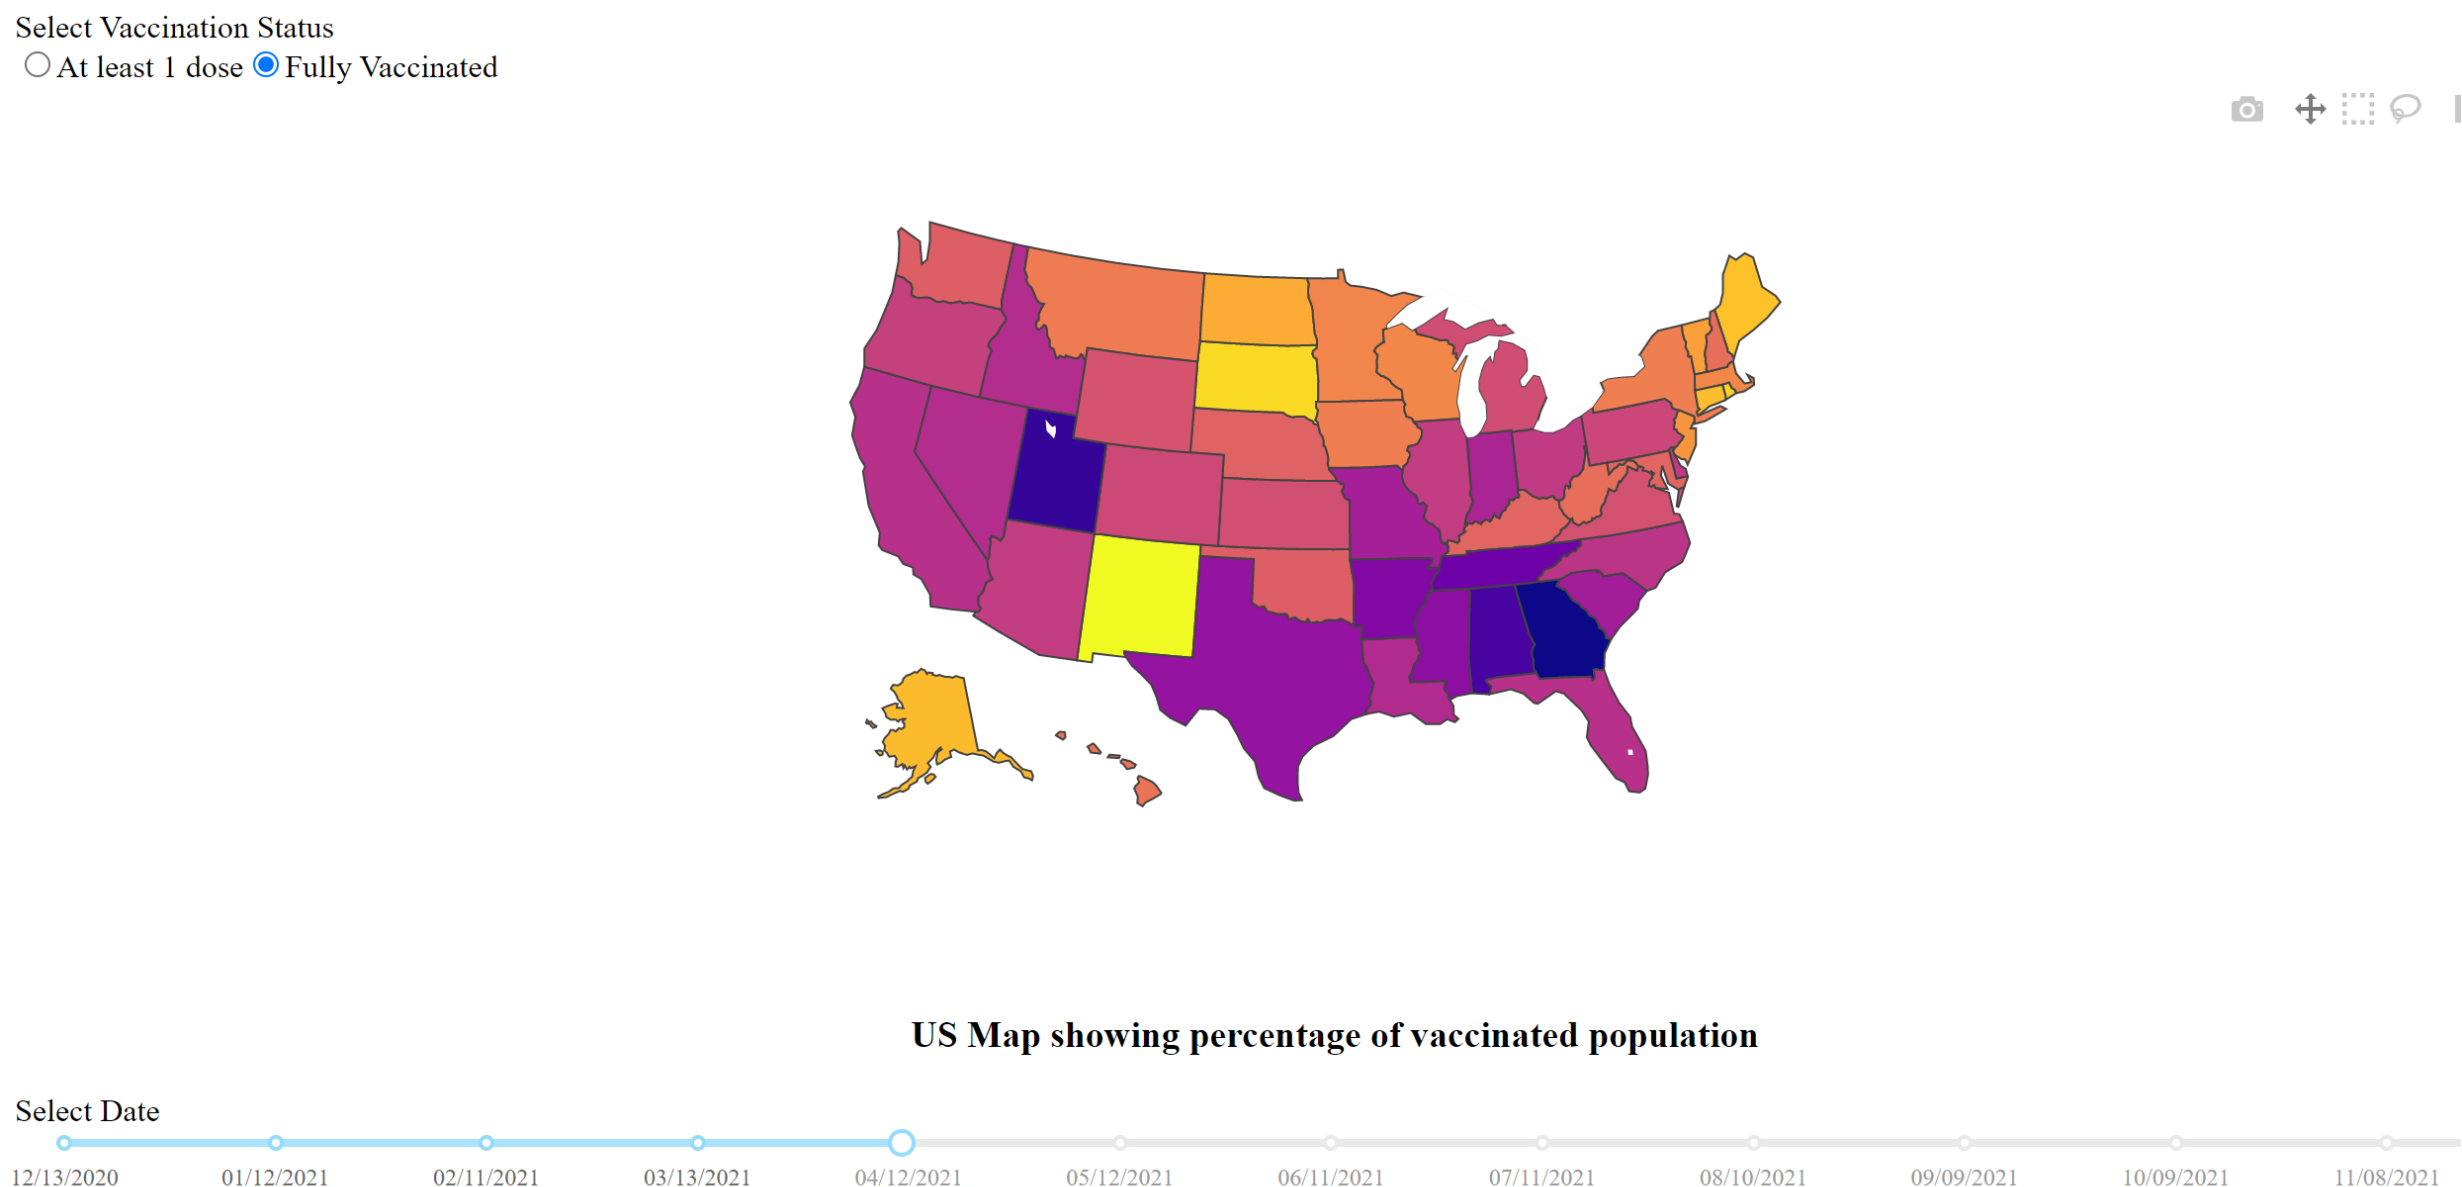 Select Vaccination Status
At least 1 dose Fully Vaccinated
US Map showing percentage of vaccinated population
Select Date
12/13/2020 01/12/2021 02/11/2021 03/13/2021 04/12/2021 05/12/2021 06/11/2021 07/11/2021 08/10/2021 09/09/2021 10/09/2021 11/08/2021